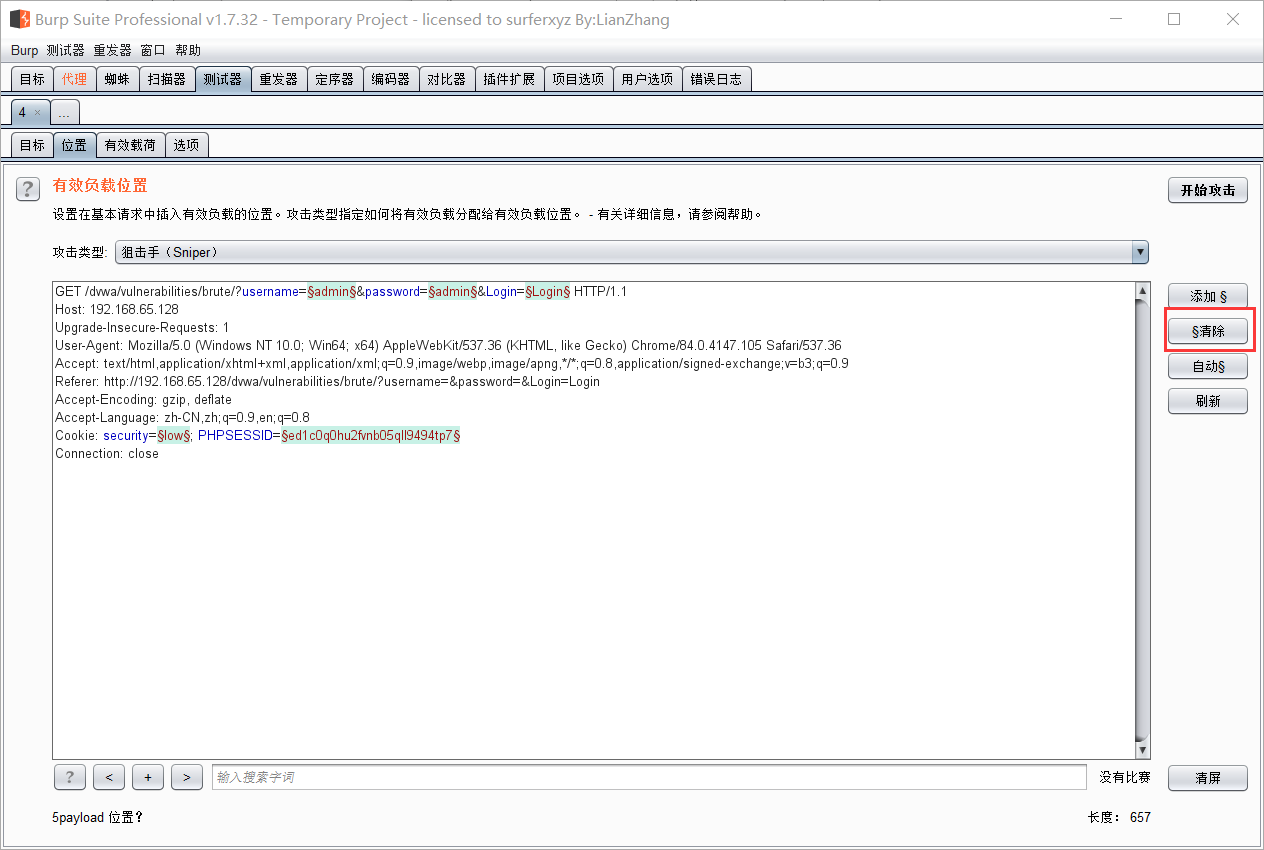 Burp Suite Professional v1.7.32 - Temporary Project - licensed to surferxyz By:LianZhang
Burp 测试器 重发器 窗口 帮助
目标 代理 蜘蛛 扫描器 测试器 重发器 定序器 编码器 对比器 插件扩展 项目选项 用户选项 错误日志
4 × ...
目标 位置 有效载荷 选项
? 有效负载位置 开始攻击
设置在基本请求中插入有效负载的位置。攻击类型指定如何将有效负载分配给有效负载位置。 - 有关详细信息，请参阅帮助。
攻击类型: 狙击手（Sniper）
GET /dvwa/vulnerabilities/brute/?username=§admin§&password=§admin§&Login=§Login§ HTTP/1.1
Host: 192.168.65.128
Upgrade-Insecure-Requests: 1
User-Agent: Mozilla/5.0 (Windows NT 10.0; Win64; x64) AppleWebKit/537.36 (KHTML, like Gecko) Chrome/84.0.4147.105 Safari/537.36
Accept: text/html,application/xhtml+xml,application/xml;q=0.9,image/webp,image/apng,*/*;q=0.8,application/signed-exchange;v=b3;q=0.9
Referer: http://192.168.65.128/dvwa/vulnerabilities/brute/?username=&password=&Login=Login
Accept-Encoding: gzip, deflate
Accept-Language: zh-CN,zh;q=0.9,en;q=0.8
Cookie: security=§low§; PHPSESSID=§ed1c0q0hu2fvnb05qll9494tp7§
Connection: close
添加 §
§清除
自动§
刷新
? < + > 输入搜索字词 没有比赛 清屏
5payload 位置? 长度: 657